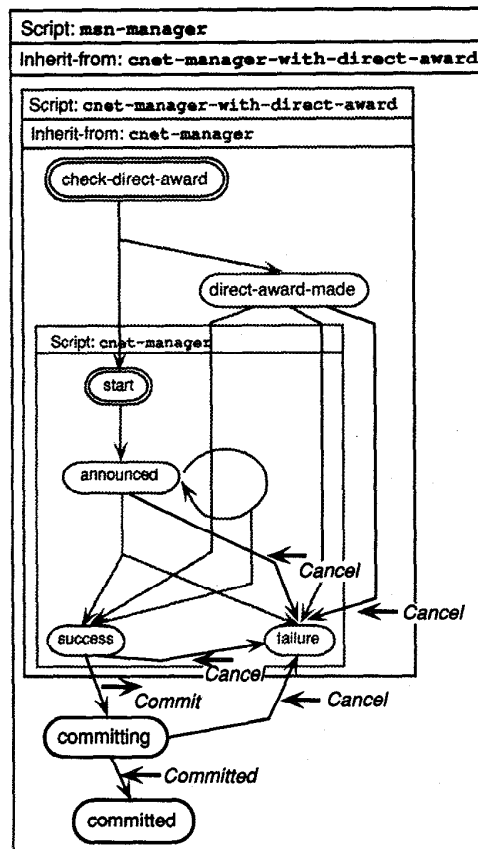 Script: msn-manager
Inherit-from: cnet-manager-with-direct-award
Script: cnet-manager-with-direct-award
Inherit-from: cnet-manager
check-direct-award
direct-award-made
Script: cnet-manager
start
announced
Cancel
Cancel
success
failure
Cancel
Commit
Cancel
committing
Committed
committed